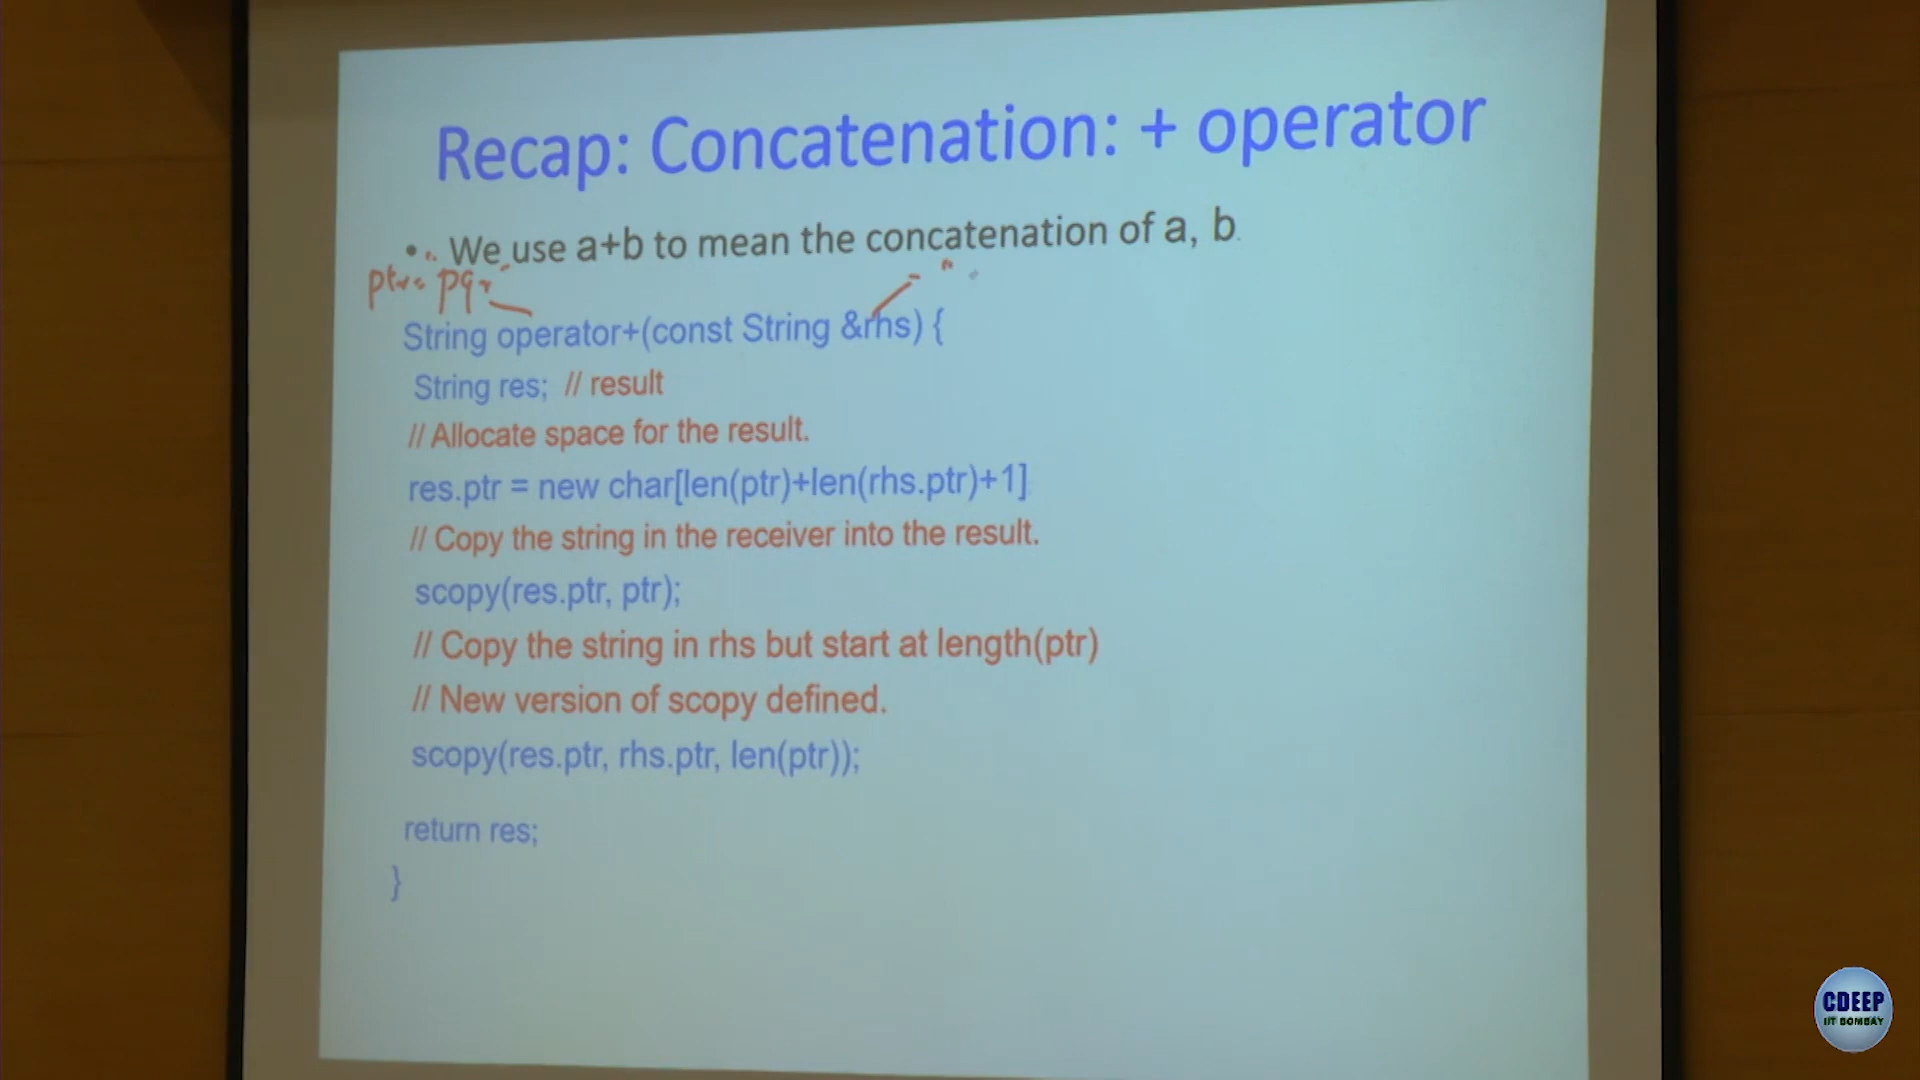 Recap: Concatenation: + operator
• We use a+b to mean the concatenation of a, b.
ptr= "pqr"
String operator+(const String &rhs) {
String res; // result
// Allocate space for the result.
res.ptr = new char[len(ptr)+len(rhs.ptr)+1]
// Copy the string in the receiver into the result.
scopy(res.ptr, ptr);
// Copy the string in rhs but start at length(ptr)
// New version of scopy defined.
scopy(res.ptr, rhs.ptr, len(ptr));
return res;
}
CDEEP
IIT BOMBAY